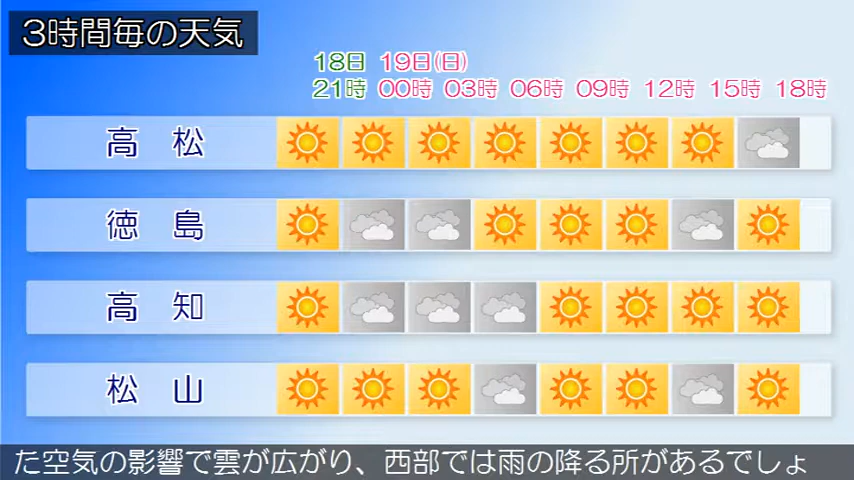 3時間毎の天気
18日 19日(日)
21時 00時 03時 06時 09時 12時 15時 18時
高 松
徳 島
高 知
松 山
た空気の影響で雲が広がり、西部では雨の降る所があるでしょ